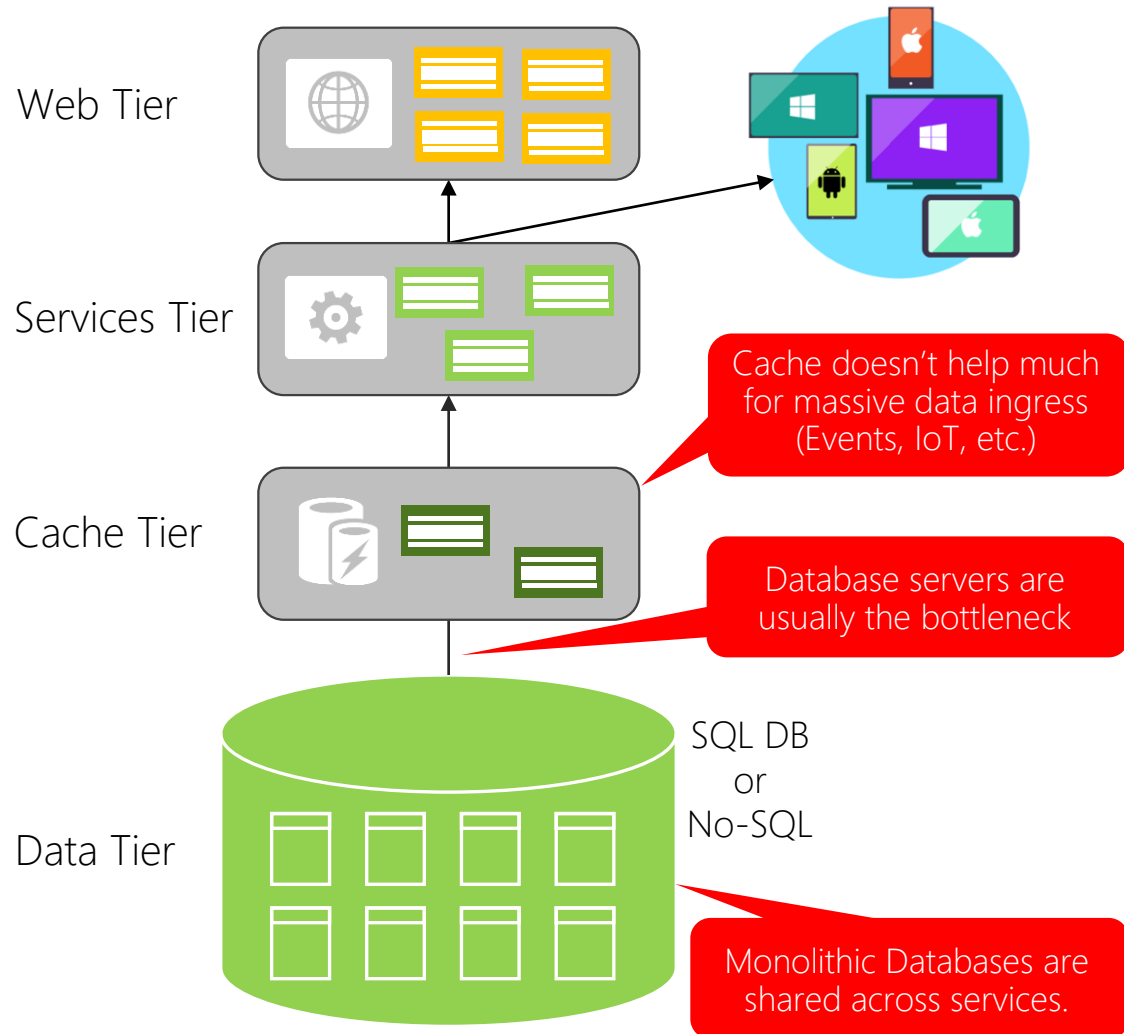 Web Tier
Services Tier
Cache doesn’t help much
for massive data ingress
(Events, IoT, etc.)
Cache Tier
Database servers are
usually the bottleneck
SQL DB
or
No-SQL
Data Tier
Monolithic Databases are
shared across services.